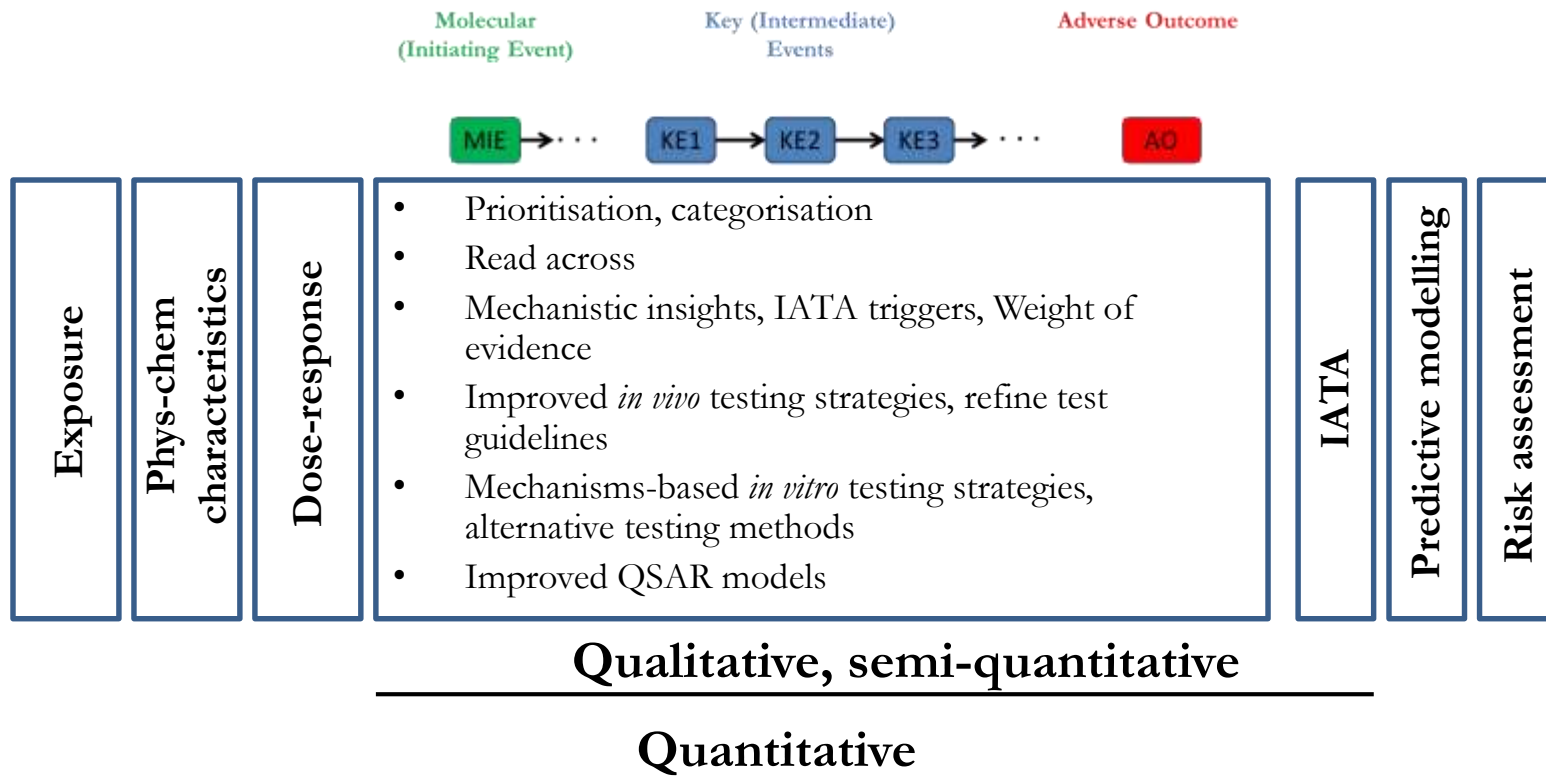 Molecular
(Initiating Event)
Key (Intermediate)
Events
Adverse Outcome
MIE
KE1
KE2
KE3
AO
Exposure
Phys-chem
characteristics
Dose-response
• Prioritisation, categorisation
• Read across
• Mechanistic insights, IATA triggers, Weight of
evidence
• Improved in vivo testing strategies, refine test
guidelines
• Mechanisms-based in vitro testing strategies,
alternative testing methods
• Improved QSAR models
IATA
Predictive modelling
Risk assessment
Qualitative, semi-quantitative
Quantitative